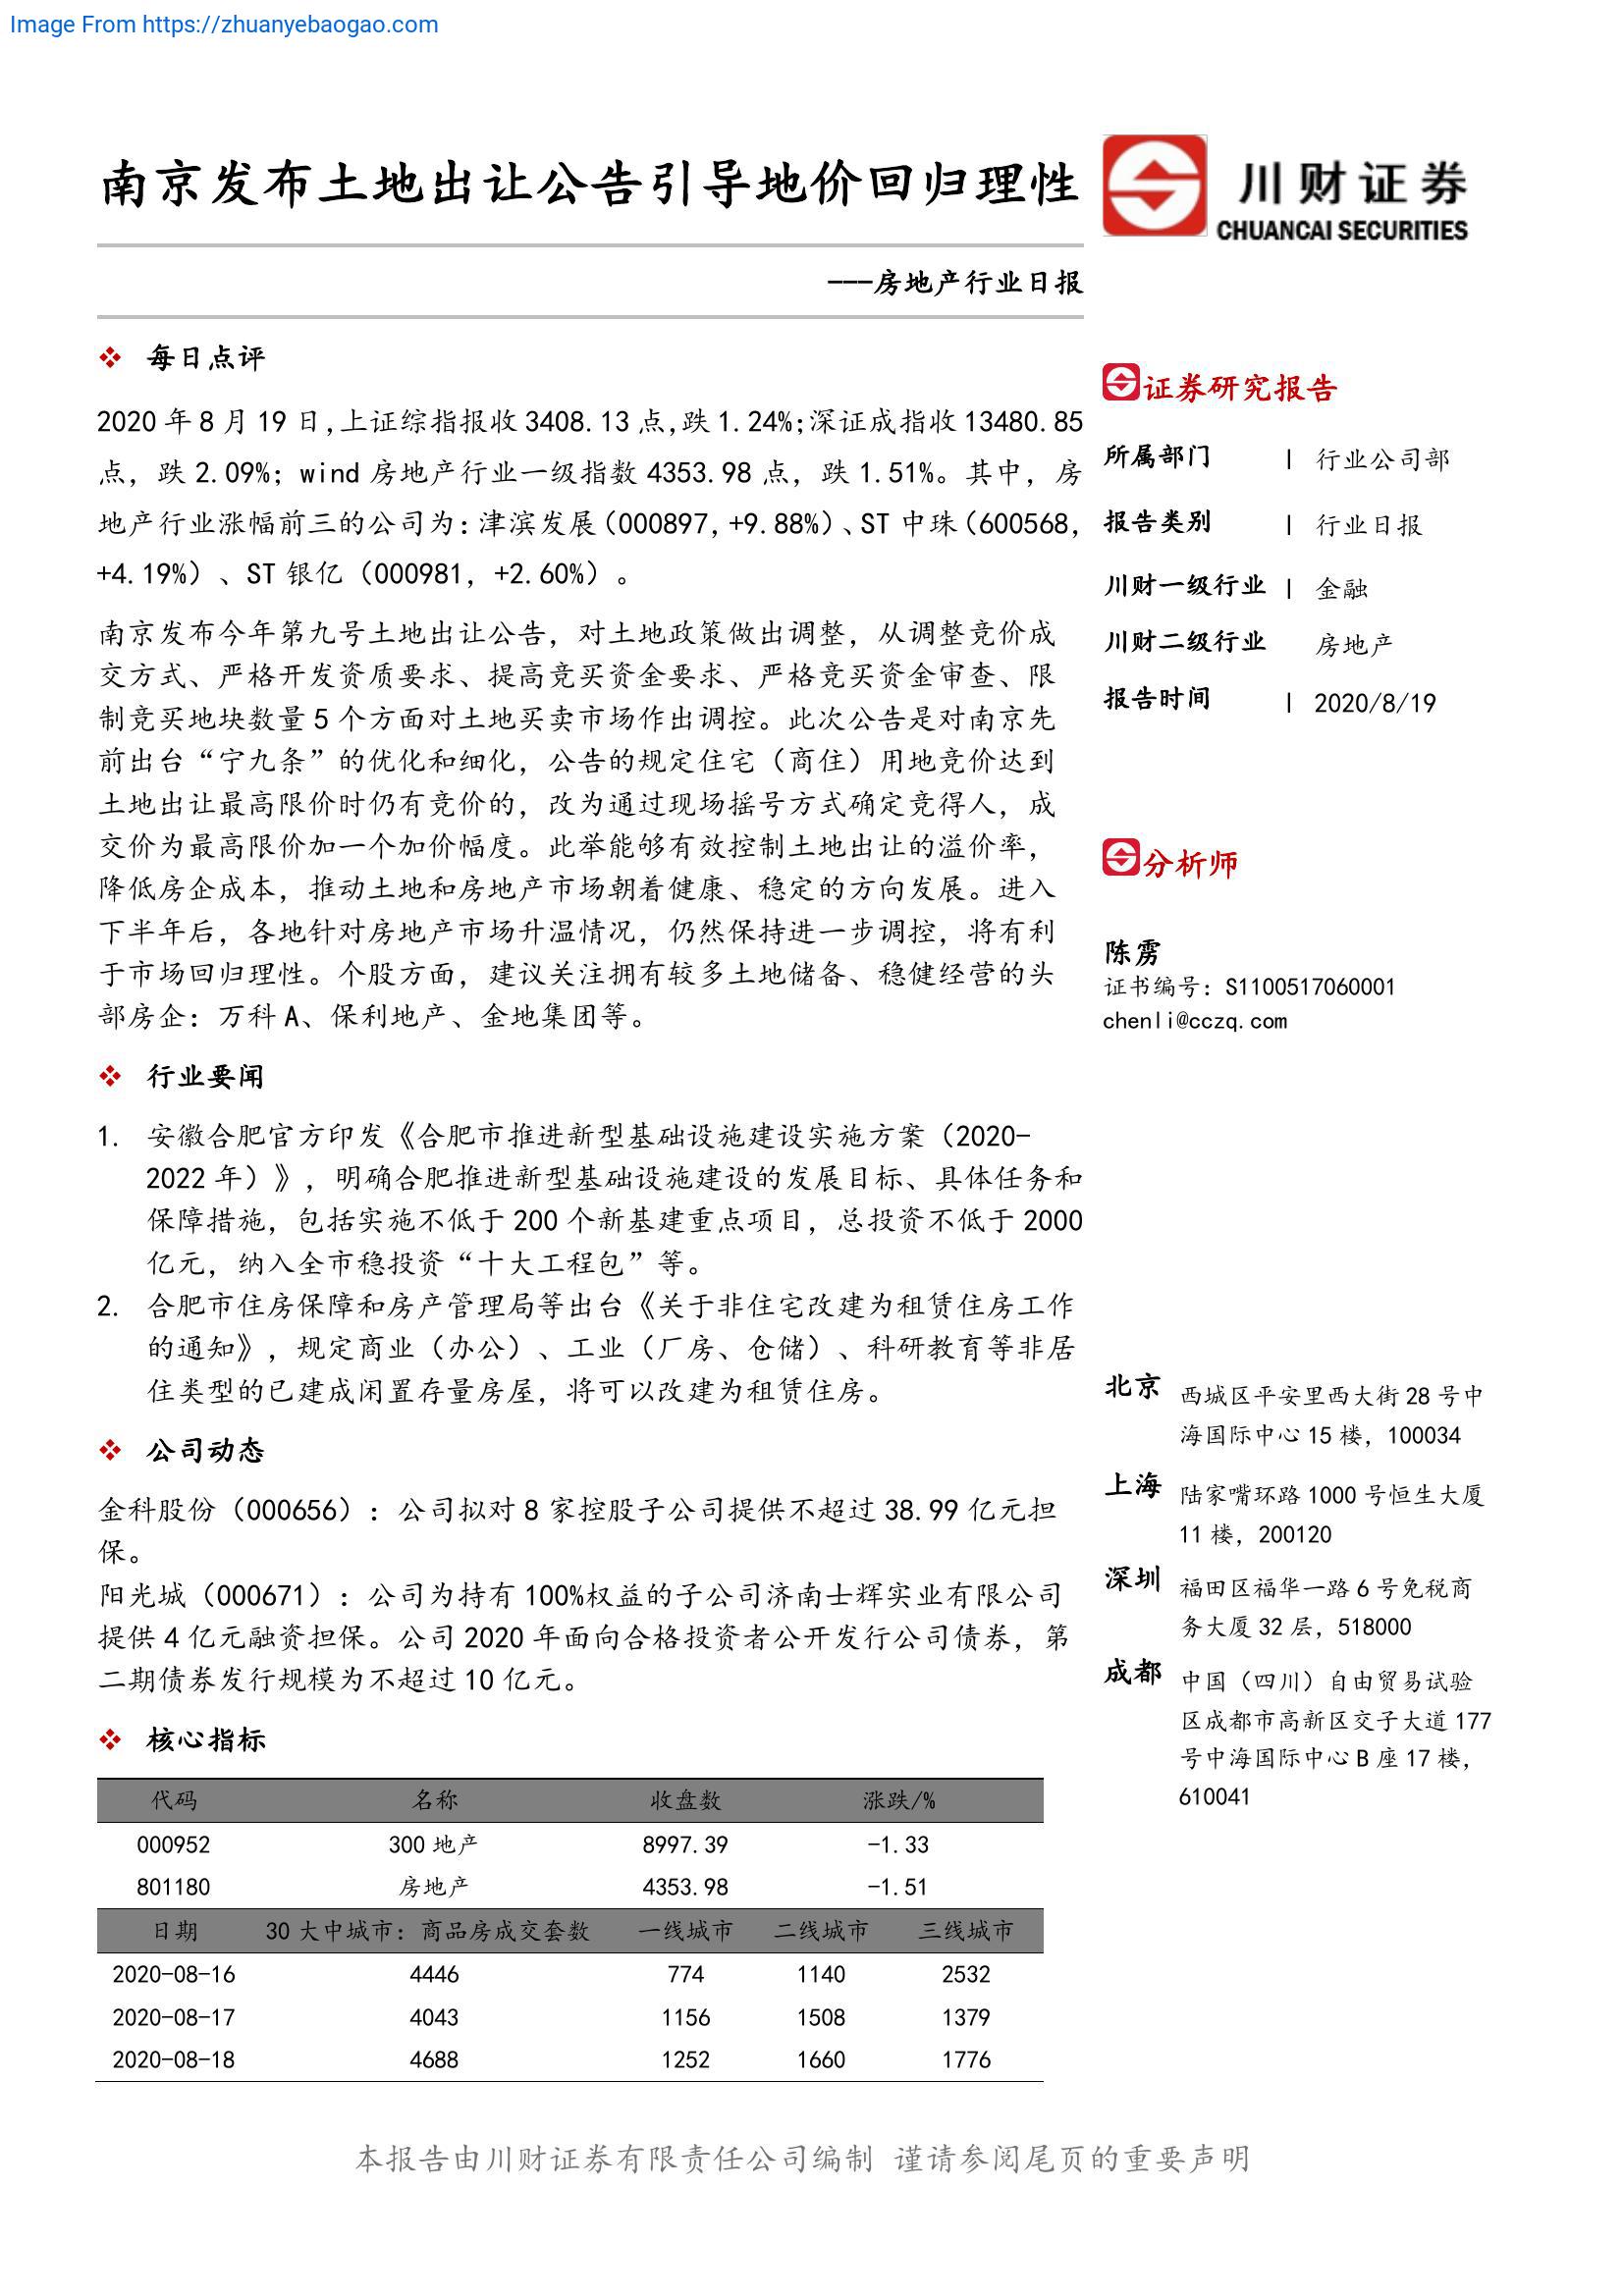 Image From https://zhuanyebaogao.com
南京发布土地出让公告引导地价回归理性
川财证券
CHUANCAI SECURITIES
---房地产行业日报
❖ 每日点评
2020 年 8 月 19 日,上证综指报收 3408.13 点,跌 1.24%;深证成指收 13480.85
点，跌 2.09%；wind 房地产行业一级指数 4353.98 点，跌 1.51%。其中，房
地产行业涨幅前三的公司为：津滨发展（000897, +9.88%）、ST 中珠（600568,
+4.19%）、ST 银亿（000981, +2.60%）。
南京发布今年第九号土地出让公告，对土地政策做出调整，从调整竞价成
交方式、严格开发资质要求、提高竞买资金要求、严格竞买资金审查、限
制竞买地块数量 5 个方面对土地买卖市场作出调控。此次公告是对南京先
前出台“宁九条”的优化和细化，公告的规定住宅（商住）用地竞价达到
土地出让最高限价时仍有竞价的，改为通过现场摇号方式确定竞得人，成
交价为最高限价加一个加价幅度。此举能够有效控制土地出让的溢价率，
降低房企成本，推动土地和房地产市场朝着健康、稳定的方向发展。进入
下半年后，各地针对房地产市场升温情况，仍然保持进一步调控，将有利
于市场回归理性。个股方面，建议关注拥有较多土地储备、稳健经营的头
部房企：万科 A、保利地产、金地集团等。
❖ 行业要闻
1. 安徽合肥官方印发《合肥市推进新型基础设施建设实施方案（2020-
2022 年）》，明确合肥推进新型基础设施建设的发展目标、具体任务和
保障措施，包括实施不低于 200 个新基建重点项目，总投资不低于 2000
亿元，纳入全市稳投资“十大工程包”等。
2. 合肥市住房保障和房产管理局等出台《关于非住宅改建为租赁住房工作
的通知》，规定商业（办公）、工业（厂房、仓储）、科研教育等非居
住类型的已建成闲置存量房屋，将可以改建为租赁住房。
❖ 公司动态
金科股份（000656）：公司拟对 8 家控股子公司提供不超过 38.99 亿元担
保。
阳光城（000671）：公司为持有 100%权益的子公司济南士辉实业有限公司
提供 4 亿元融资担保。公司 2020 年面向合格投资者公开发行公司债券，第
二期债券发行规模为不超过 10 亿元。
❖ 核心指标
代码 名称 收盘数 涨跌/%
000952 300 地产 8997.39 -1.33
801180 房地产 4353.98 -1.51
日期 30 大中城市：商品房成交套数 一线城市 二线城市 三线城市
2020-08-16 4446 774 1140 2532
2020-08-17 4043 1156 1508 1379
2020-08-18 4688 1252 1660 1776
证券研究报告
所属部门 | 行业公司部
报告类别 | 行业日报
川财一级行业 | 金融
川财二级行业 房地产
报告时间 | 2020/8/19
分析师
陈雳
证书编号：S1100517060001
chenli@cczq.com
北京 西城区平安里西大街 28 号中
海国际中心 15 楼，100034
上海 陆家嘴环路 1000 号恒生大厦
11 楼，200120
深圳 福田区福华一路 6 号免税商
务大厦 32 层，518000
成都 中国（四川）自由贸易试验
区成都市高新区交子大道 177
号中海国际中心 B 座 17 楼，
610041
本报告由川财证券有限责任公司编制 谨请参阅尾页的重要声明